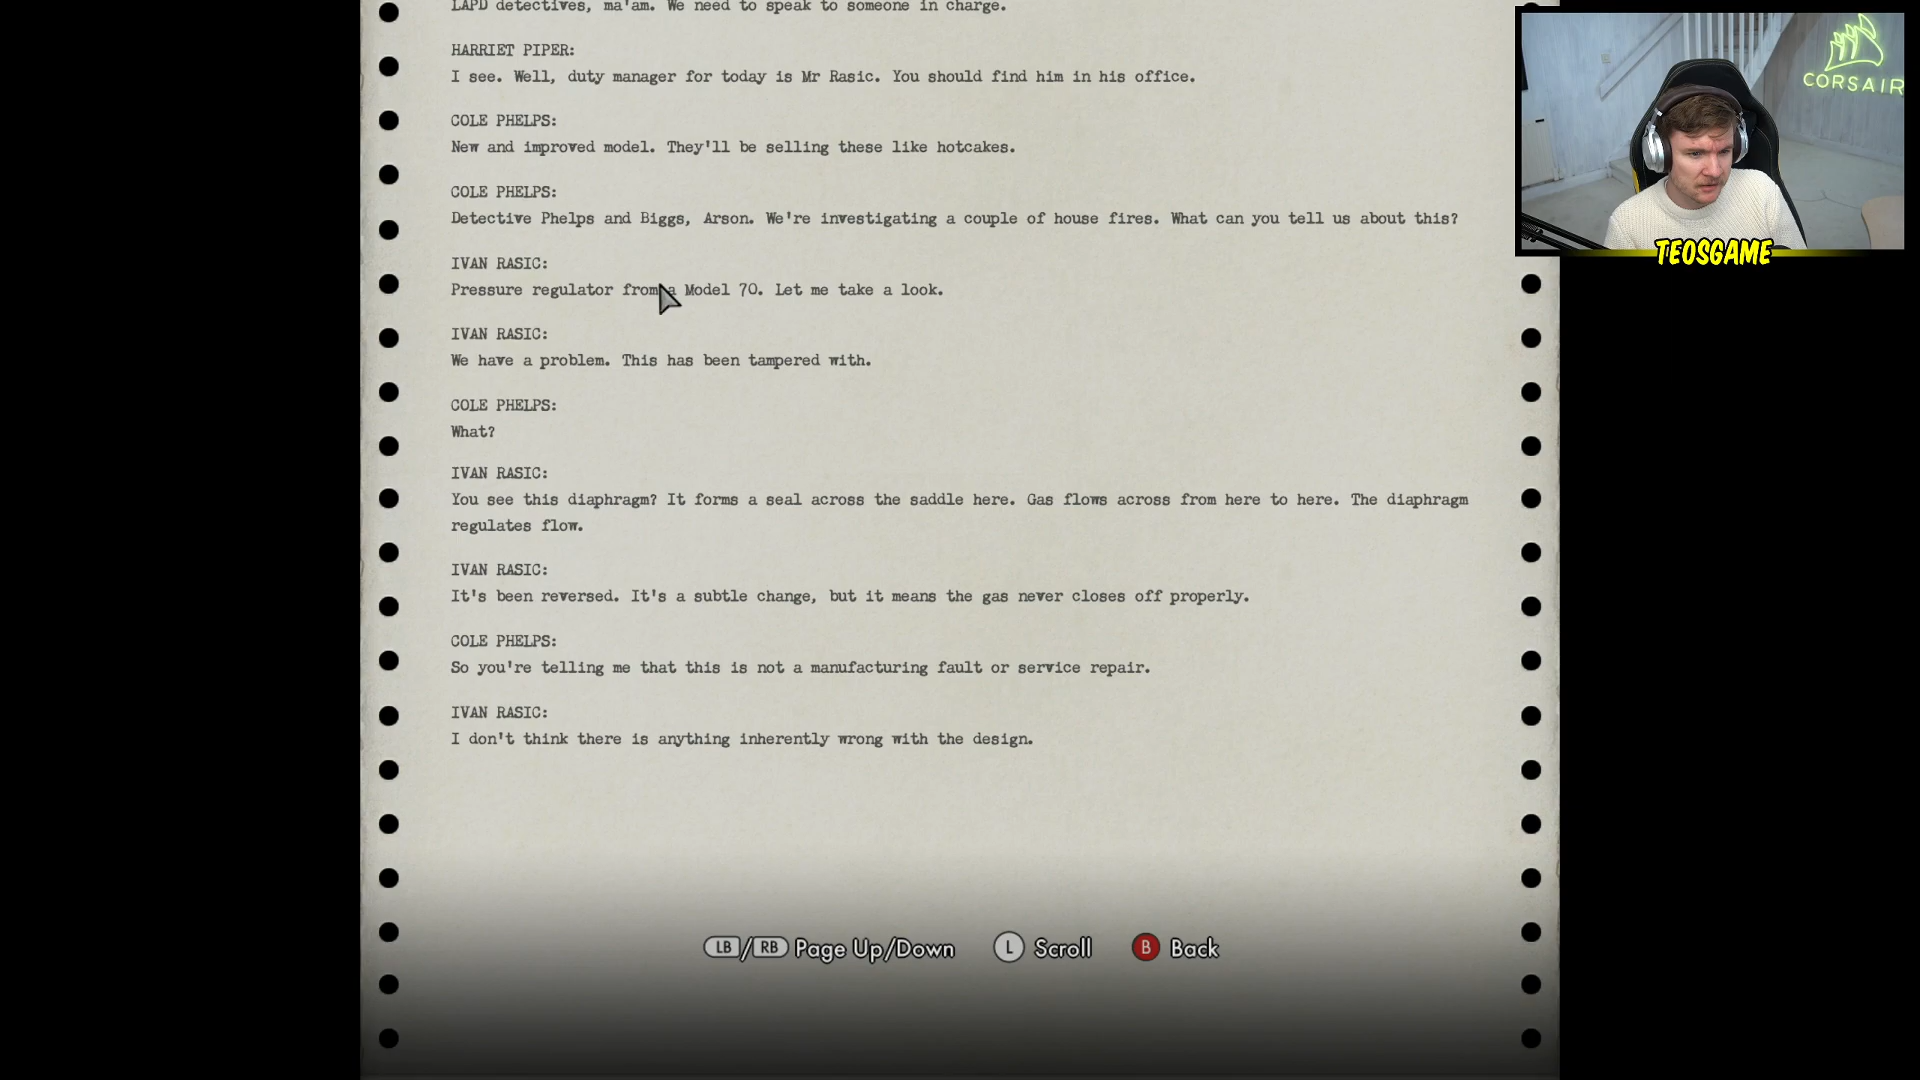 LAPD detectives, ma'am. We need to speak to someone in charge.
HARRIET PIPER:
I see. Well, duty manager for today is Mr Rasic. You should find him in his office.
COLE PHELPS:
New and improved model. They'll be selling these like hotcakes.
COLE PHELPS:
Detective Phelps and Biggs, Arson. We're investigating a couple of house fires. What can you tell us about this?
IVAN RASIC:
Pressure regulator from a Model 70. Let me take a look.
IVAN RASIC:
We have a problem. This has been tampered with.
COLE PHELPS:
What?
IVAN RASIC:
You see this diaphragm? It forms a seal across the saddle here. Gas flows across from here to here. The diaphragm
regulates flow.
IVAN RASIC:
It's been reversed. It's a subtle change, but it means the gas never closes off properly.
COLE PHELPS:
So you're telling me that this is not a manufacturing fault or service repair.
IVAN RASIC:
I don't think there is anything inherently wrong with the design.
LB/RB Page Up/Down L Scroll B Back
CORSAIR
TEOSGAME